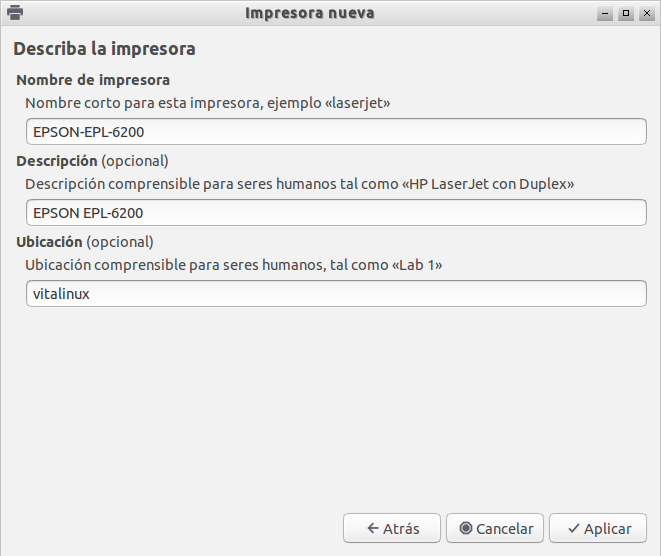 Impresora nueva
Describa la impresora
Nombre de impresora
Nombre corto para esta impresora, ejemplo «laserjet»
EPSON-EPL-6200
Descripción (opcional)
Descripción comprensible para seres humanos tal como «HP LaserJet con Duplex»
EPSON EPL-6200
Ubicación (opcional)
Ubicación comprensible para seres humanos, tal como «Lab 1»
vitalinux
Atrás Cancelar Aplicar